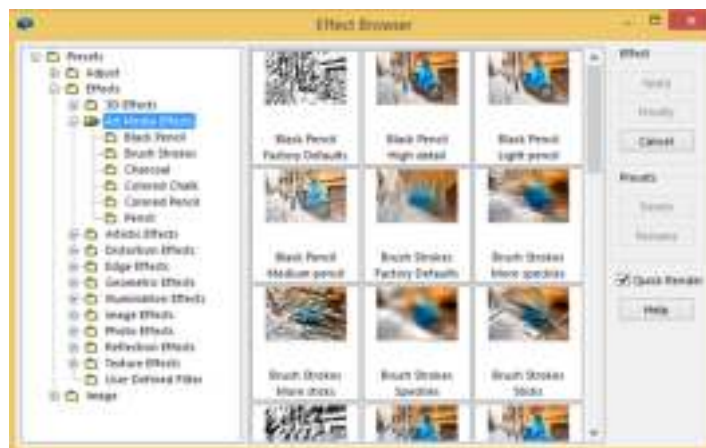 Effect Browser
Presets
Adjust
Effects
3D Effects
Art Media Effects
Black Pencil
Brush Strokes
Charcoal
Colored Chalk
Colored Pencil
Pencil
Artistic Effects
Distortion Effects
Edge Effects
Geometric Effects
Illumination Effects
Image Effects
Photo Effects
Reflection Effects
Texture Effects
User Defined Filter
Image
Black Pencil
Factory Defaults
Black Pencil
High detail
Black Pencil
Light pencil
Black Pencil
Medium pencil
Brush Strokes
Factory Defaults
Brush Strokes
More speckles
Brush Strokes
More sticks
Brush Strokes
Speckles
Brush Strokes
Sticks
Effect
Apply
Modify
Cancel
Presets
Delete
Rename
Quick Render
Help